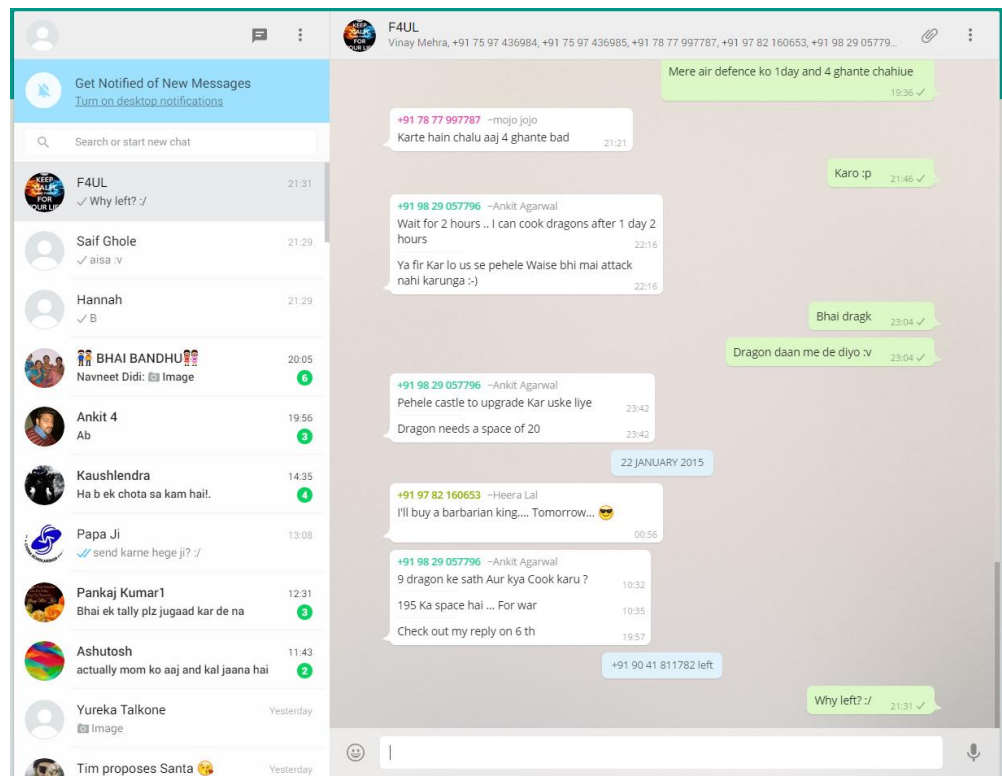 Get Notified of New Messages
Turn on desktop notifications
Search or start new chat
F4UL
21:31
Why left? :/
Saif Ghole
21:29
aisa :v
Hannah
21:29
B
BHAI BANDHU
20:05
Navneet Didi: Image
6
Ankit 4
19:56
Ab
3
Kaushlendra
14:35
Ha b ek chota sa kam hai!.
4
Papa Ji
13:08
send karne hege ji? :/
Pankaj Kumar1
12:31
Bhai ek tally plz jugaad kar de na
3
Ashutosh
11:43
actually mom ko aaj and kal jaana hai
2
Yureka Talkone
Yesterday
Image
Tim proposes Santa 😘
Yesterday
F4UL
Vinay Mehra, +91 75 97 436984, +91 75 97 436985, +91 78 77 997787, +91 97 82 160653, +91 98 29 05779...
Mere air defence ko 1day and 4 ghante chahiue
19:36
+91 78 77 997787 ~mojo jojo
Karte hain chalu aaj 4 ghante bad
21:21
Karo :p
21:46
+91 98 29 057796 ~Ankit Agarwal
Wait for 2 hours .. I can cook dragons after 1 day 2
hours
22:16
Ya fir Kar lo us se pehele Waise bhi mai attack
nahi karunga :-)
22:16
Bhai dragk
23:04
Dragon daan me de diyo :v
23:04
+91 98 29 057796 ~Ankit Agarwal
Pehele castle to upgrade Kar uske liye
23:42
Dragon needs a space of 20
23:42
22 JANUARY 2015
+91 97 82 160653 ~Heera Lal
I'll buy a barbarian king.... Tomorrow... 😎
00:56
+91 98 29 057796 ~Ankit Agarwal
9 dragon ke sath Aur kya Cook karu ?
10:32
195 Ka space hai ... For war
10:35
Check out my reply on 6 th
19:57
+91 90 41 811782 left
Why left? :/
21:31